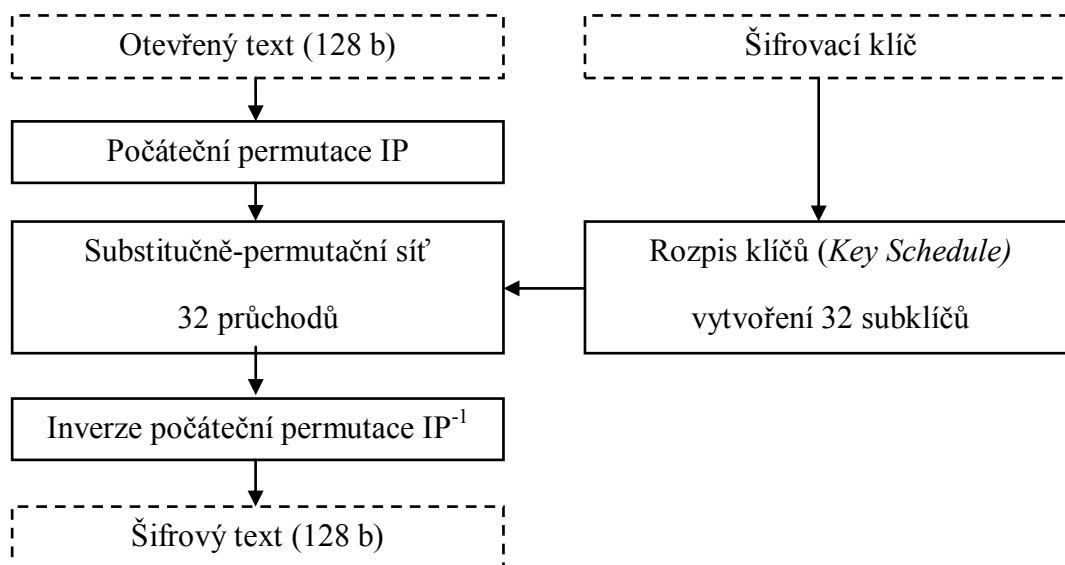 Otevřený text (128 b)
Šifrovací klíč
Počáteční permutace IP
Substitučně-permutační síť
32 průchodů
Rozpis klíčů (Key Schedule)
vytvoření 32 subklíčů
Inverze počáteční permutace IP-1
Šifrový text (128 b)